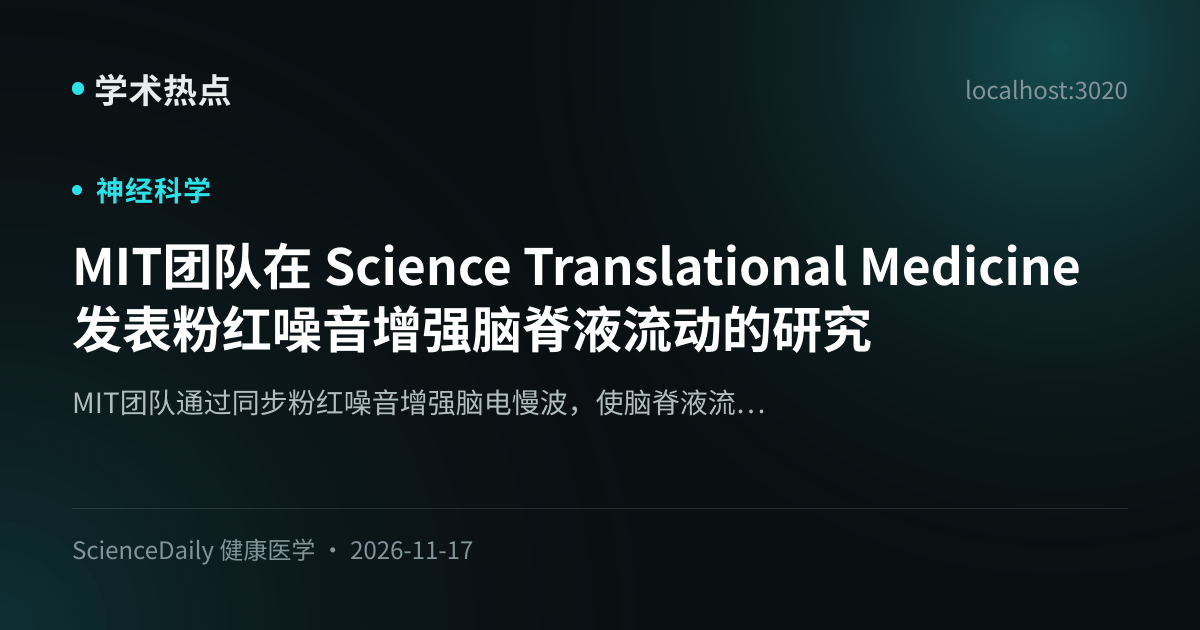 学术热点
localhost:3020
神经科学
MIT团队在 Science Translational Medicine
发表粉红噪音增强脑脊液流动的研究
MIT团队通过同步粉红噪音增强脑电慢波，使脑脊液流…
ScienceDaily 健康医学 · 2026-11-17